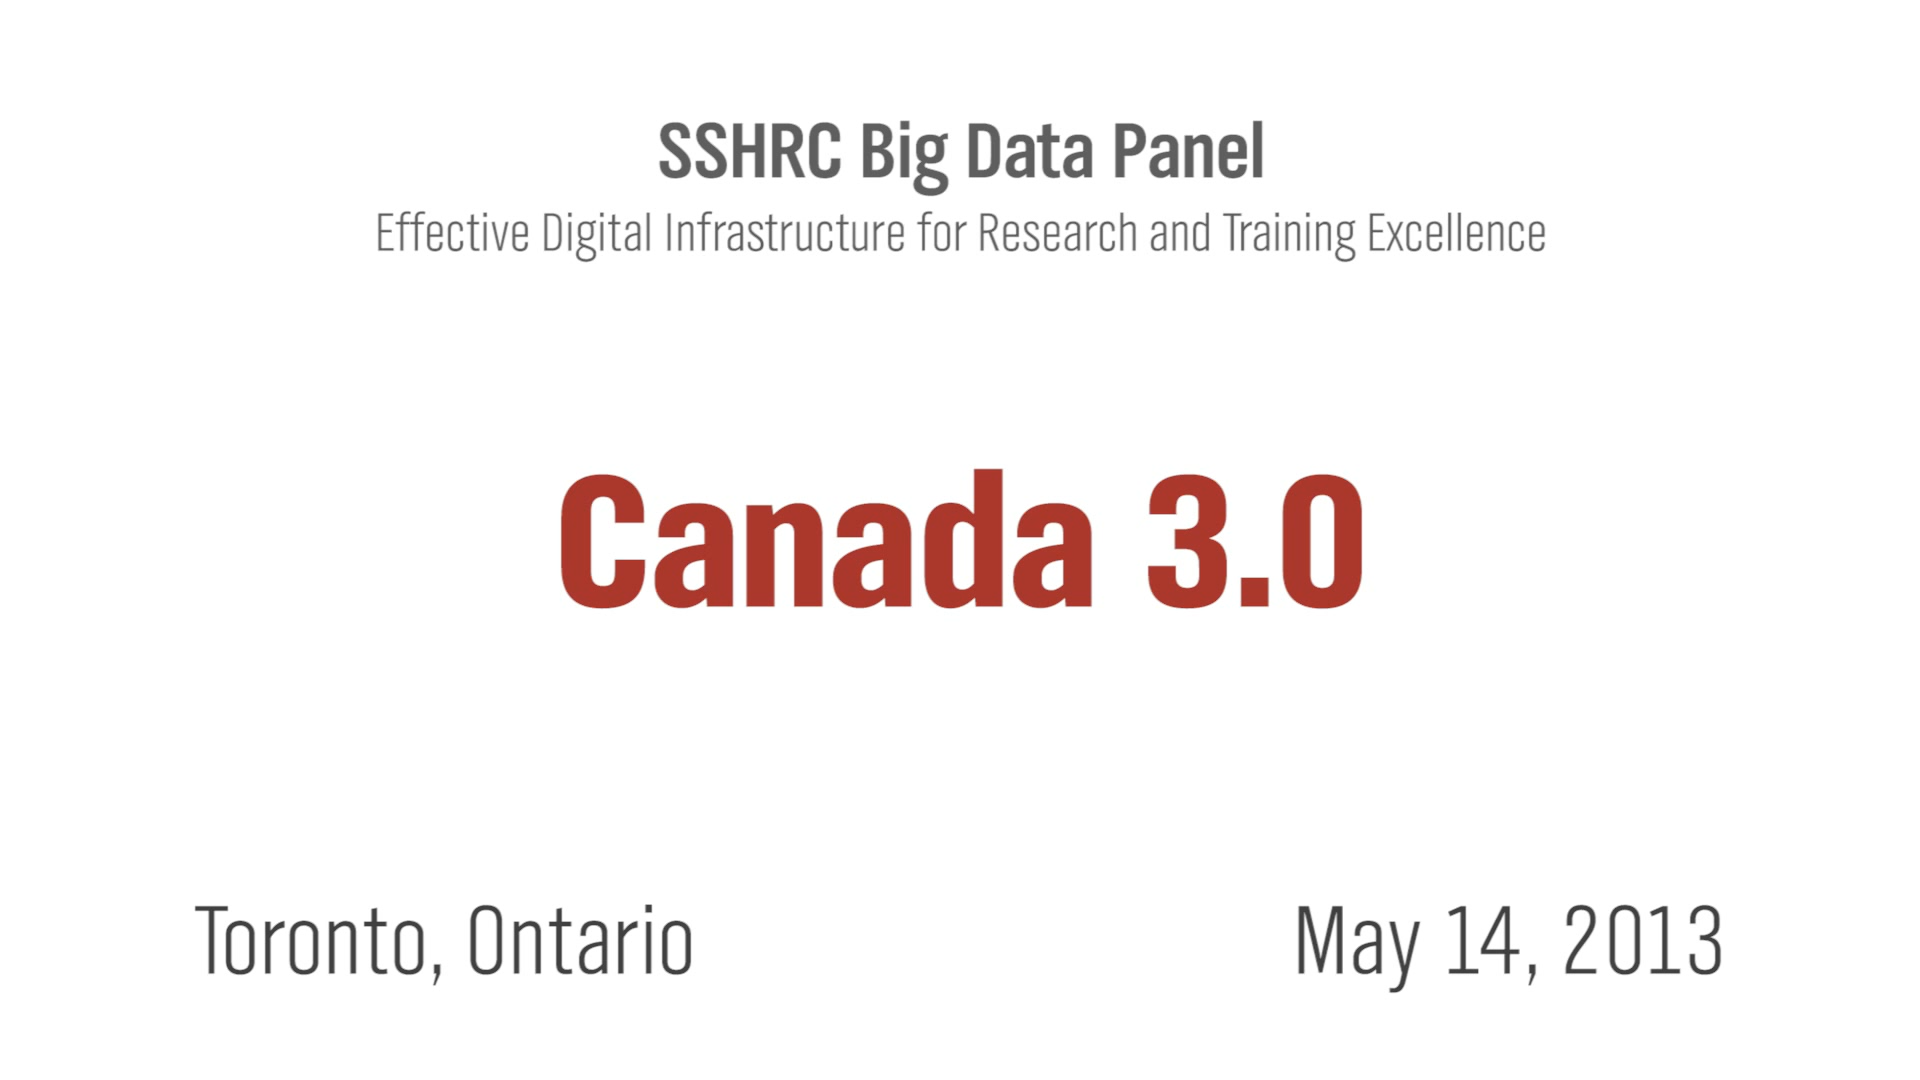 SSHRC Big Data Panel
Effective Digital Infrastructure for Research and Training Excellence
Canada 3.0
Toronto, Ontario
May 14, 2013